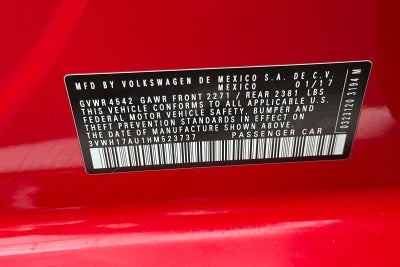 MFD BY VOLKSWAGEN DE MEXICO S.A. DE C.V.
MEXICO 01/17
GVWR 4542 GAWR FRONT 2271 / REAR 2381 LBS
THIS VEHICLE CONFORMS TO ALL APPLICABLE U.S.
FEDERAL MOTOR VEHICLE SAFETY, BUMPER AND
THEFT PREVENTION STANDARDS IN EFFECT ON
THE DATE OF MANUFACTURE SHOWN ABOVE.
3VWH17AU1HM523737 PASSENGER CAR
0323120 3794 M